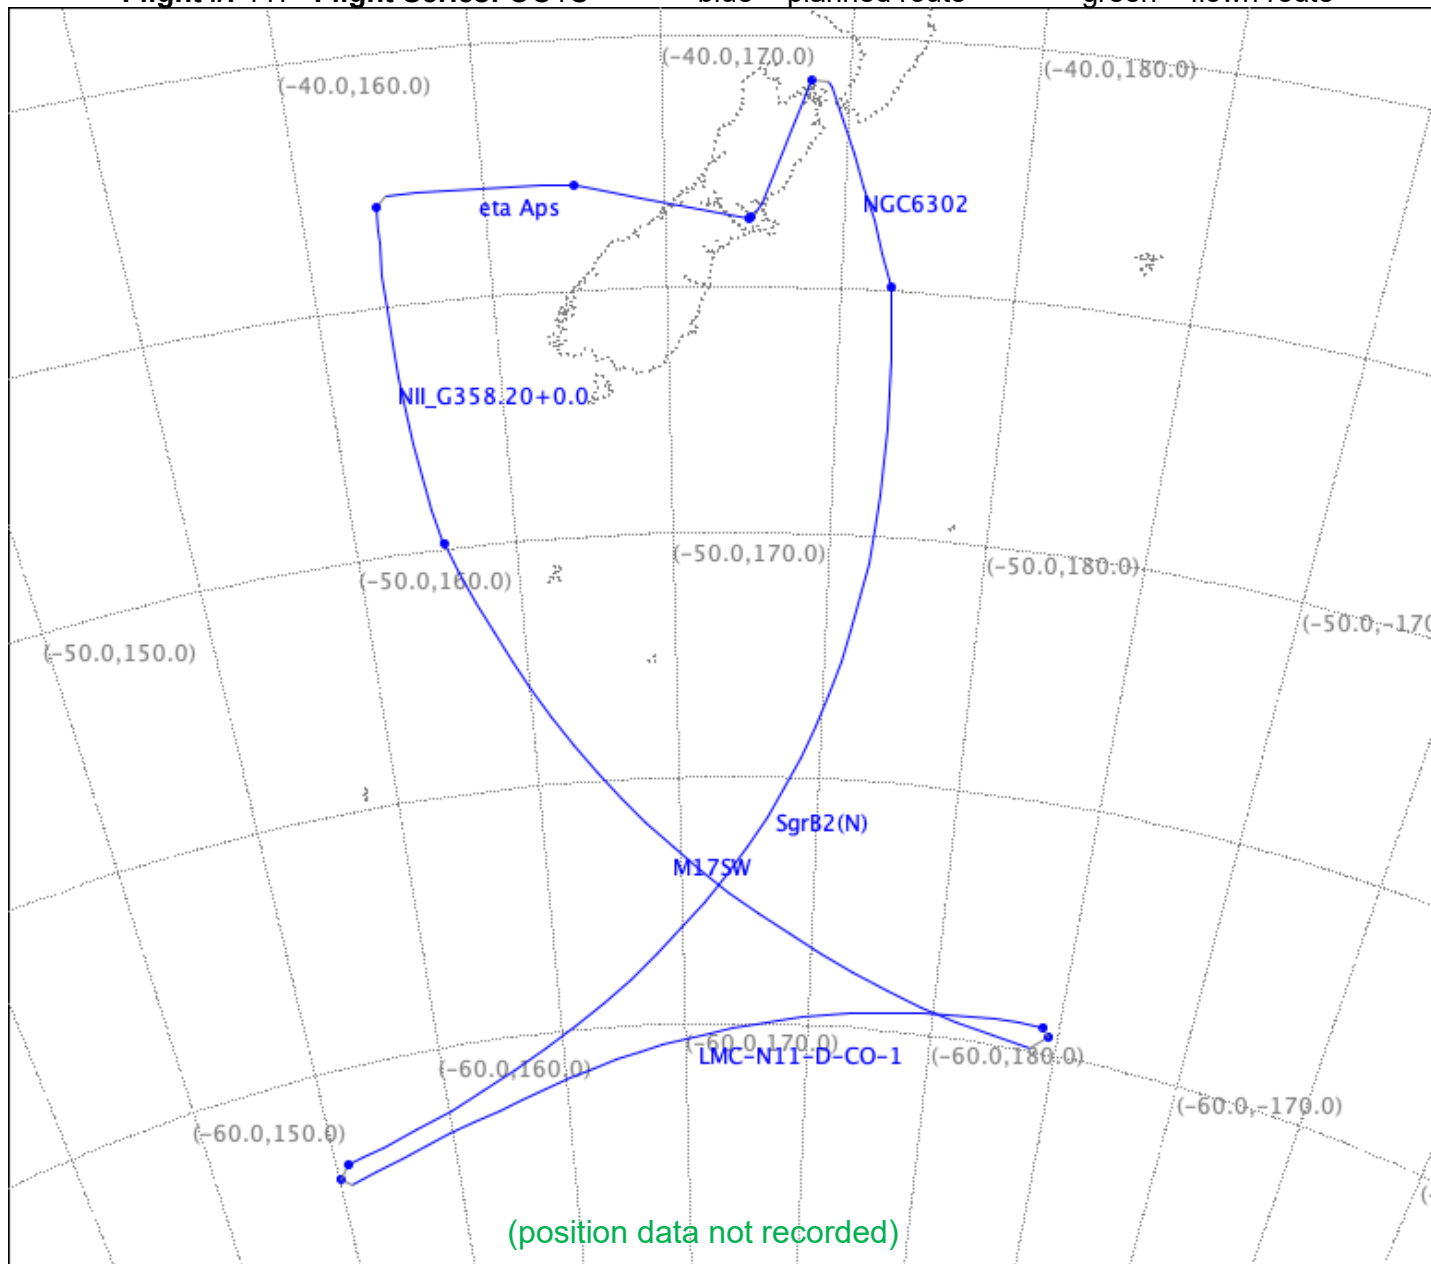 (-40.0,170.0)
(-40.0,160.0)
(-40.0,180.0)
eta Aps
NGC6302
NII_G358.20+0.0
(-50.0,170.0)
(-50.0,160.0)
(-50.0,180.0)
(-50.0,-170
(-50.0,150.0)
SgrB2(N)
M17SW
(-60.0,170.0)
LMC-N11-D-CO-1
(-60.0,180.0)
(-60.0,160.0)
(-60.0,-170.0)
(-60.0,150.0)
(position data not recorded)